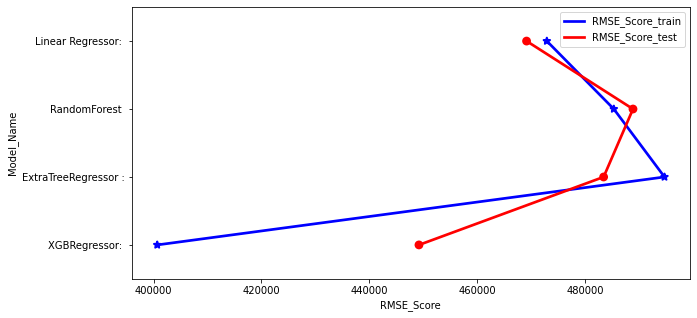 RMSE_Score_train
RMSE_Score_test
Linear Regressor:
RandomForest
ExtraTreeRegressor :
XGBRegressor:
Model_Name
400000 420000 440000 460000 480000
RMSE_Score